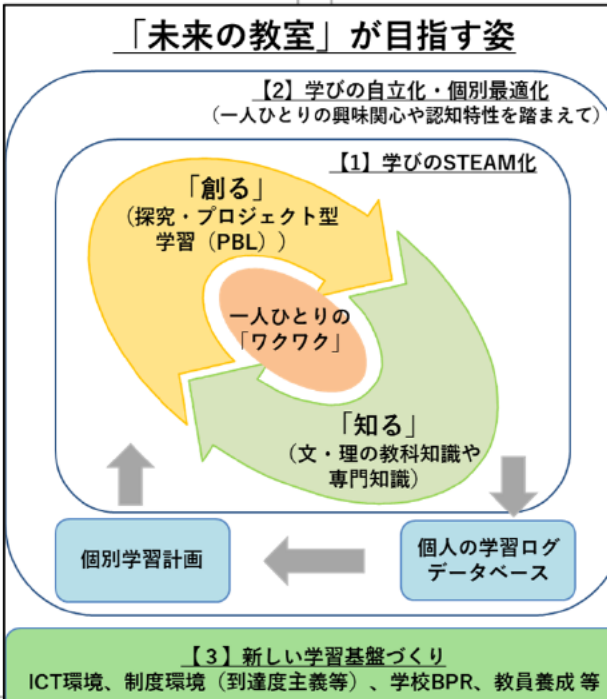 「未来の教室」が目指す姿
【2】学びの自立化・個別最適化
（一人ひとりの興味関心や認知特性を踏まえて）
【1】学びのSTEAM化
「創る」
（探究・プロジェクト型
学習（PBL））
一人ひとりの
「ワクワク」
「知る」
（文・理の教科知識や
専門知識）
個別学習計画
個人の学習ログ
データベース
【３】新しい学習基盤づくり
ICT環境、制度環境（到達度主義等）、学校BPR、教員養成 等